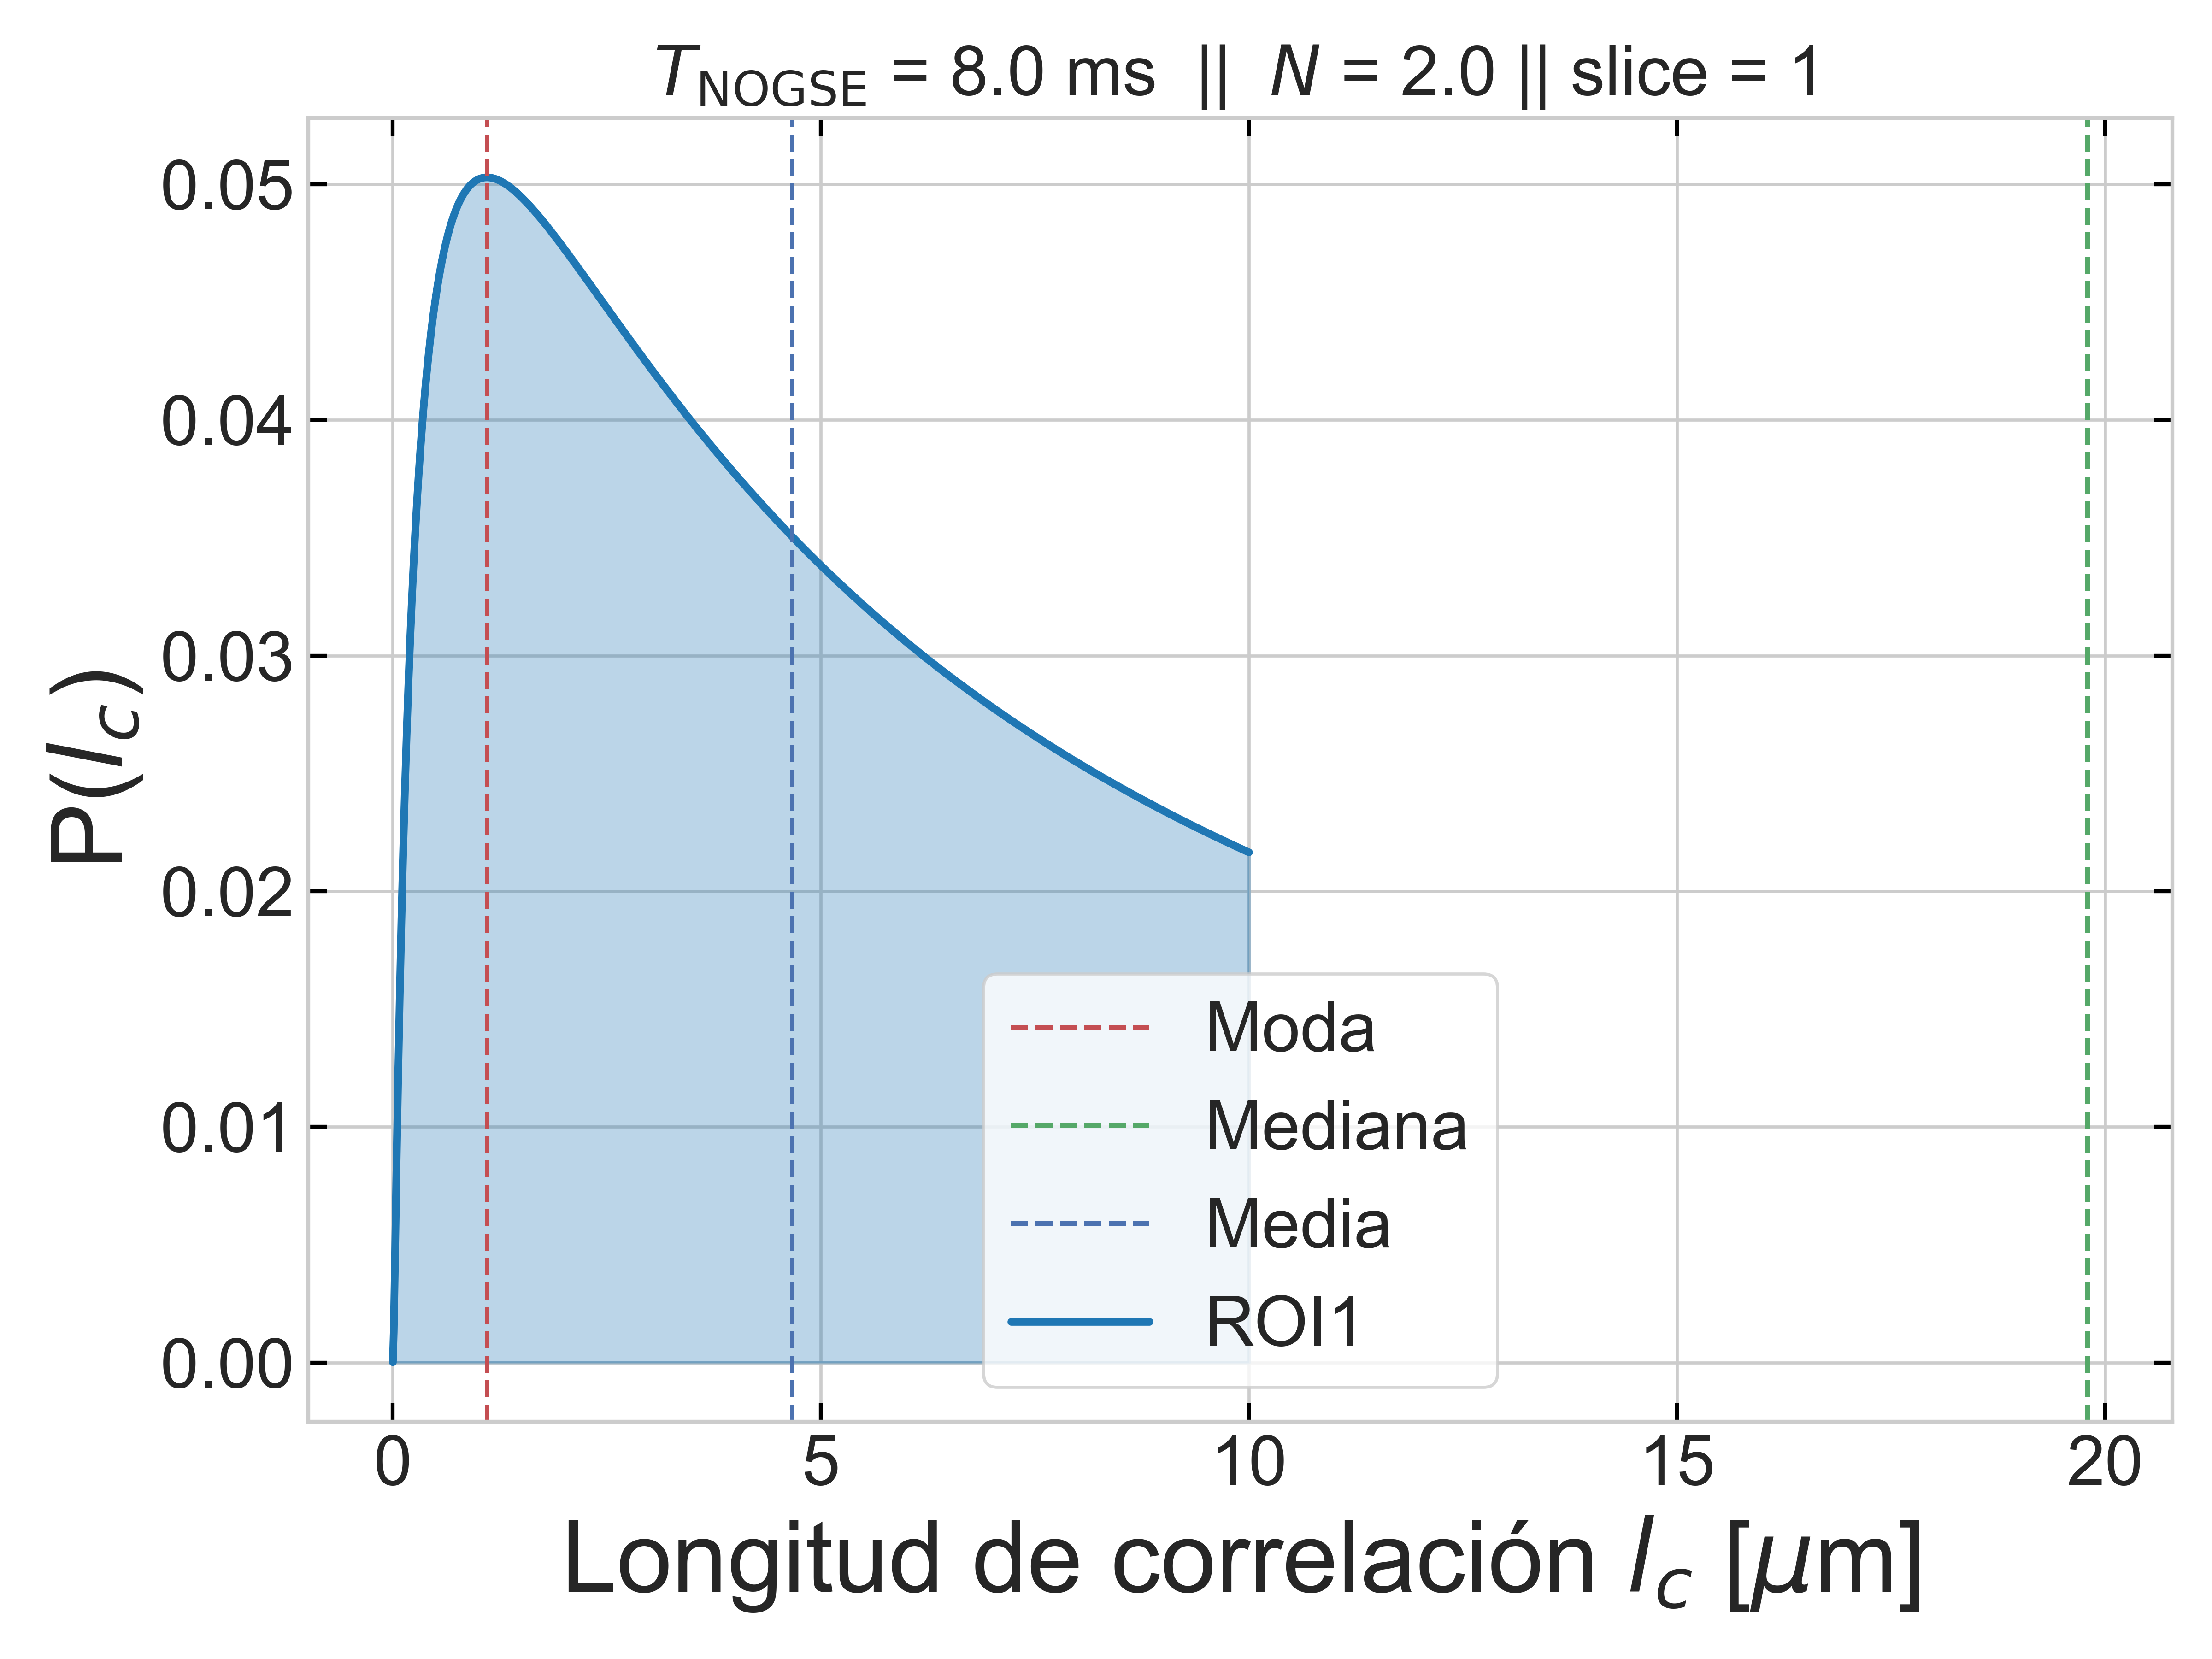 T_NOGSE = 8.0 ms || N = 2.0 || slice = 1
P(l_c)
0.05
0.04
0.03
0.02
0.01
0.00
Moda
Mediana
Media
ROI1
0 5 10 15 20
Longitud de correlación l_c [μm]